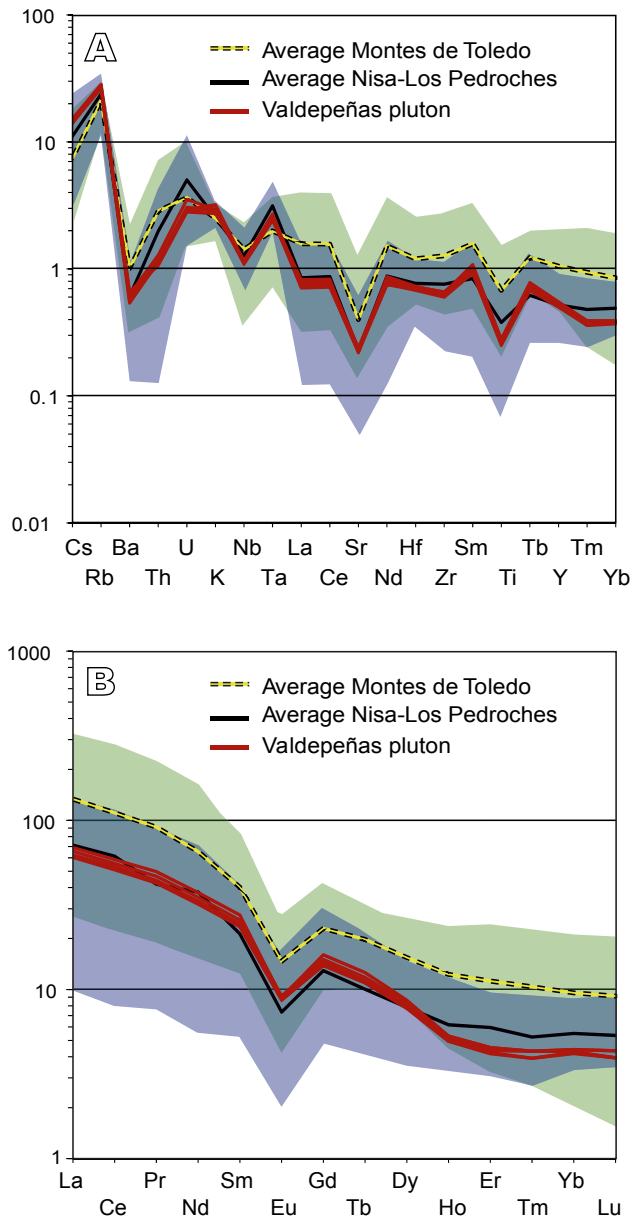 100
A
Average Montes de Toledo
Average Nisa-Los Pedroches
Valdepeñas pluton
10
1
0.1
0.01
Cs Ba U Nb La Sr Hf Sm Tb Tm
Rb Th K Ta Ce Nd Zr Ti Y Yb
1000
B
Average Montes de Toledo
Average Nisa-Los Pedroches
Valdepeñas pluton
100
10
1
La Pr Sm Gd Dy Er Yb
Ce Nd Eu Tb Ho Tm Lu